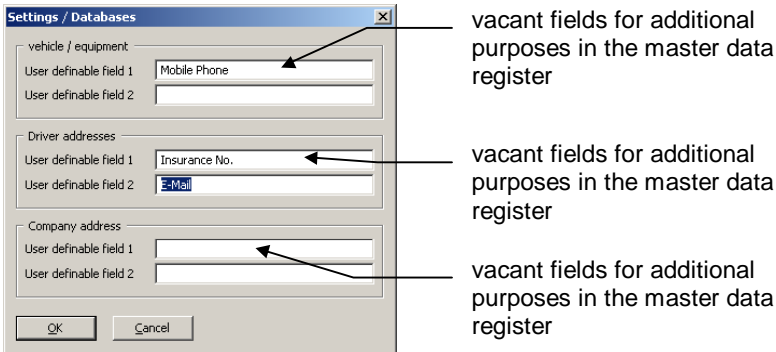 Settings / Databases
vehicle / equipment
User definable field 1 Mobile Phone
User definable field 2
Driver addresses
User definable field 1 Insurance No.
User definable field 2 E-Mail
Company address
User definable field 1
User definable field 2
OK Cancel
vacant fields for additional
purposes in the master data
register
vacant fields for additional
purposes in the master data
register
vacant fields for additional
purposes in the master data
register